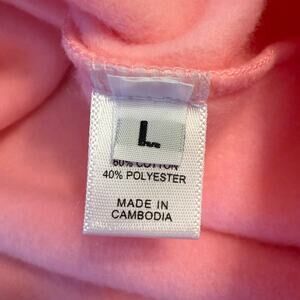 L
60% COTTON
40% POLYESTER
MADE IN
CAMBODIA